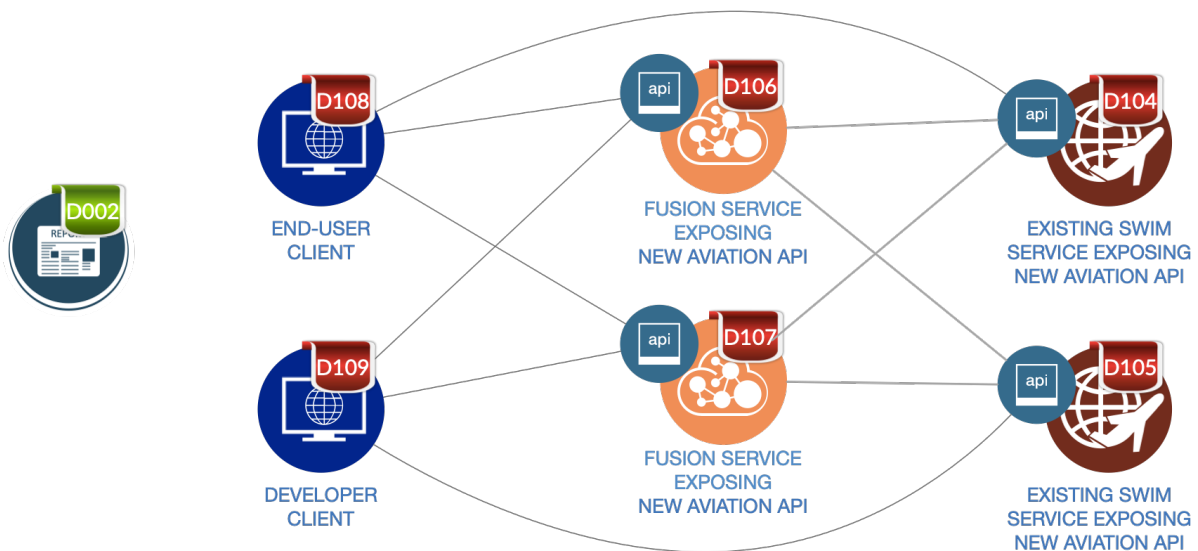 D002
REPO
D108
END-USER
CLIENT
D109
DEVELOPER
CLIENT
api
D106
FUSION SERVICE
EXPOSING
NEW AVIATION API
api
D107
FUSION SERVICE
EXPOSING
NEW AVIATION API
api
D104
EXISTING SWIM
SERVICE EXPOSING
NEW AVIATION API
api
D105
EXISTING SWIM
SERVICE EXPOSING
NEW AVIATION API